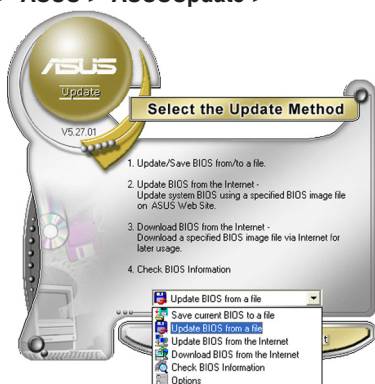 ASUS
Update
V5.27.01
Select the Update Method
1. Update/Save BIOS from/to a file.
2. Update BIOS from the Internet -
Update system BIOS using a specified BIOS image file
on ASUS Web Site.
3. Download BIOS from the Internet -
Download a specified BIOS image file via Internet for
later usage.
4. Check BIOS Information
Update BIOS from a file
Save current BIOS to a file
Update BIOS from a file
Update BIOS from the Internet
Download BIOS from the Internet
Check BIOS Information
Options